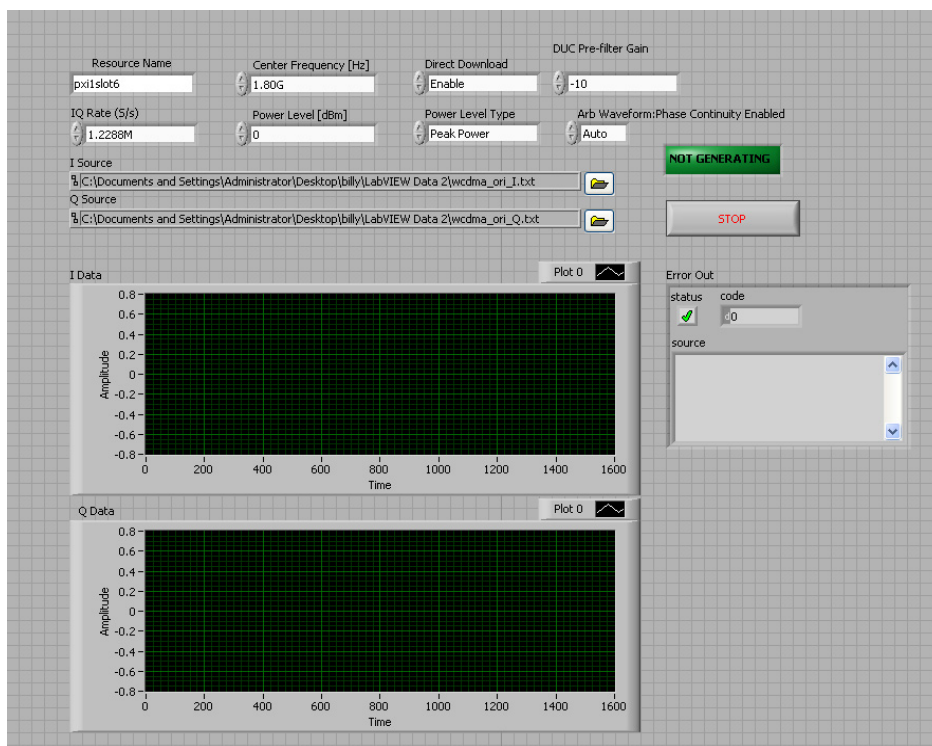 DUC Pre-filter Gain
Resource Name
Center Frequency [Hz]
Direct Download
pxi1slot6
1.80G
Enable
-10
IQ Rate (S/s)
Power Level [dBm]
Power Level Type
Arb Waveform:Phase Continuity Enabled
1.2288M
0
Peak Power
Auto
NOT GENERATING
I Source
C:\Documents and Settings\Administrator\Desktop\billy\LabVIEW Data 2\wcdma_ori_I.txt
Q Source
C:\Documents and Settings\Administrator\Desktop\billy\LabVIEW Data 2\wcdma_ori_Q.txt
STOP
I Data
Plot 0
0.8
0.6
0.4
0.2
0
-0.2
-0.4
-0.6
-0.8
Amplitude
0 200 400 600 800 1000 1200 1400 1600
Time
Error Out
status code
d0
source
Q Data
Plot 0
0.8
0.6
0.4
0.2
0
-0.2
-0.4
-0.6
-0.8
Amplitude
0 200 400 600 800 1000 1200 1400 1600
Time